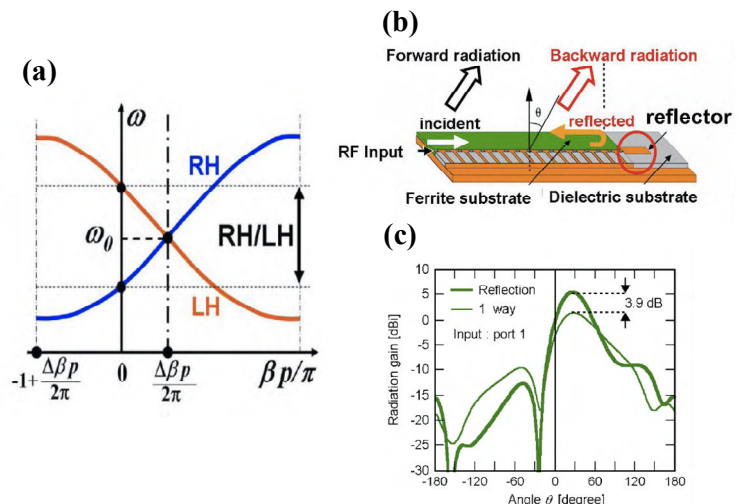 (a)
ω
RH
ω0
RH/LH
LH
-1+Δβp/2π
0
Δβp/2π
βp/π
(b)
Forward radiation
Backward radiation
θ
incident
reflected
reflector
RF Input
Ferrite substrate
Dielectric substrate
(c)
10
5
0
-5
-10
-15
-20
-25
-30
Radiation gain [dBi]
Reflection
1 way
Input : port 1
3.9 dB
-180
-120
-60
0
60
120
180
Angle θ [degree]